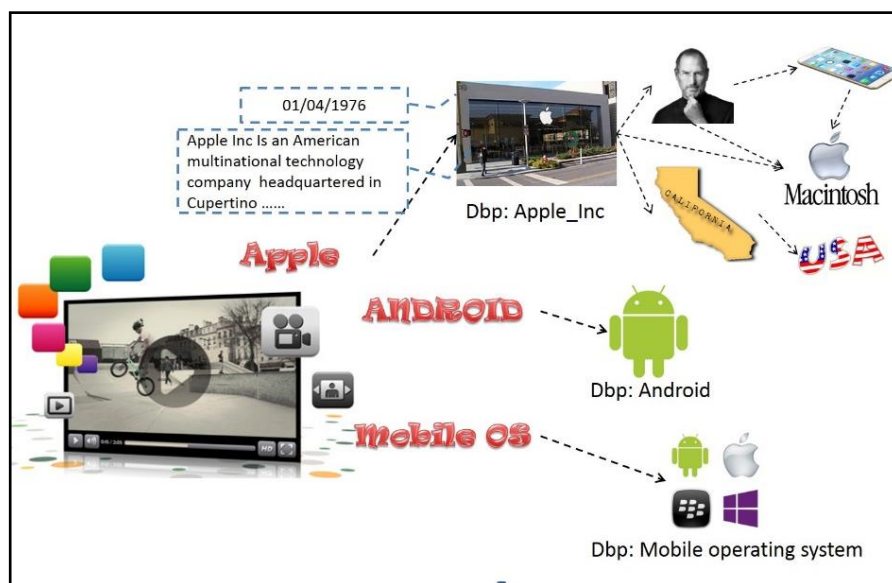 01/04/1976
Apple Inc Is an American
multinational technology
company headquartered in
Cupertino ......
Dbp: Apple_Inc
CALIFORNIA
Macintosh
USA
Apple
ANDROID
Dbp: Android
Mobile OS
HD
Dbp: Mobile operating system